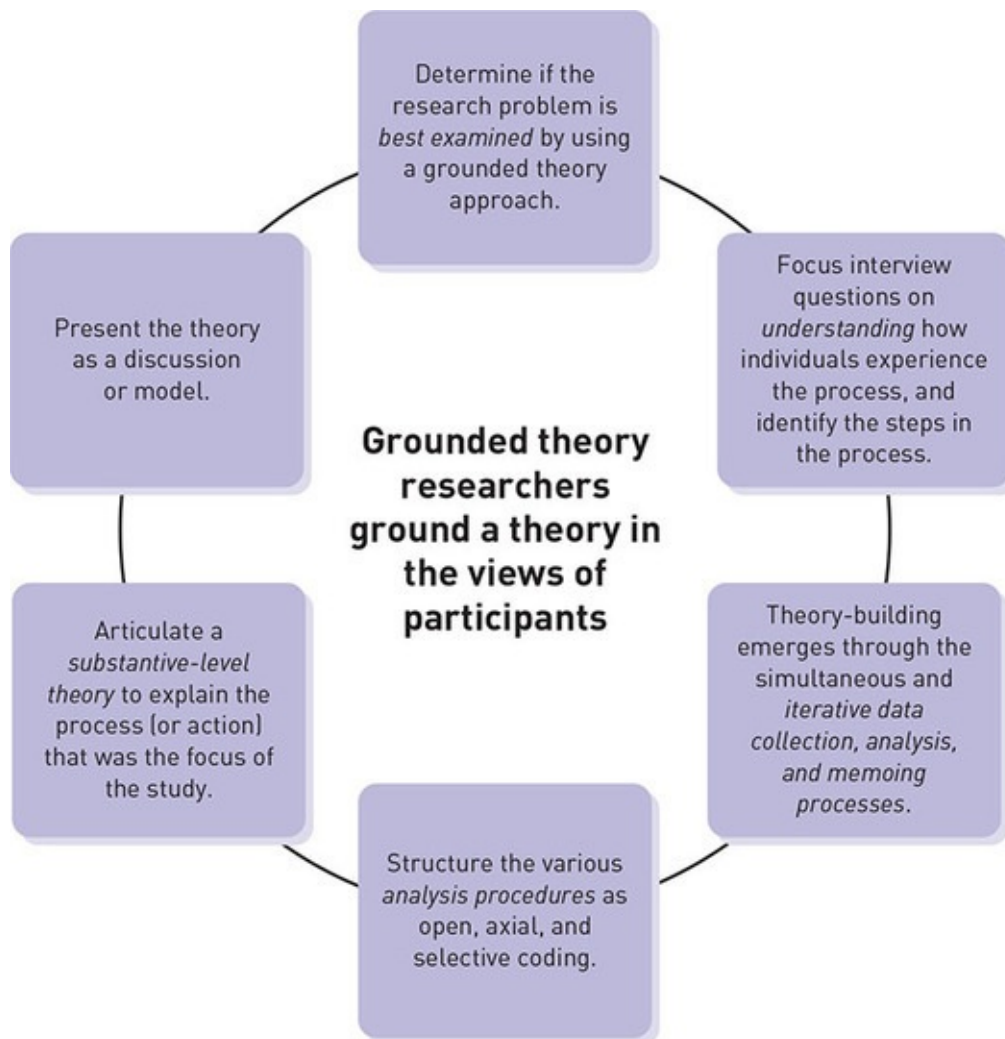 Determine if the
research problem is
best examined by using
a grounded theory
approach.
Focus interview
questions on
understanding how
individuals experience
the process, and
identify the steps in
the process.
Theory-building
emerges through the
simultaneous and
iterative data
collection, analysis,
and memoing
processes.
Structure the various
analysis procedures as
open, axial, and
selective coding.
Articulate a
substantive-level
theory to explain the
process (or action)
that was the focus of
the study.
Present the theory
as a discussion
or model.
Grounded theory
researchers
ground a theory in
the views of
participants